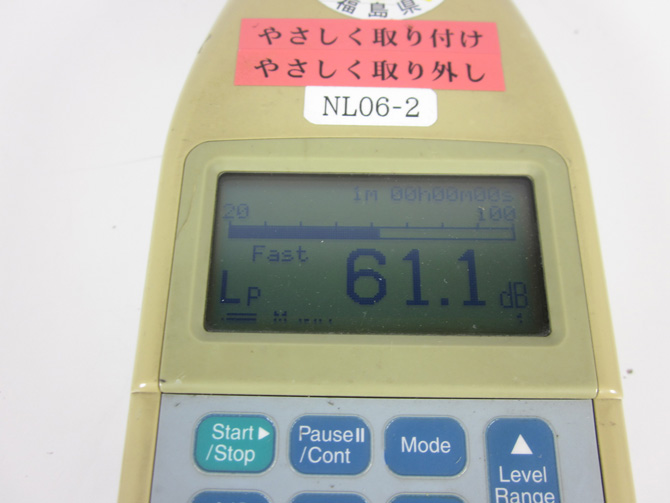 福島県
やさしく取り付け
やさしく取り外し
NL06-2
1m 00h00m00s
20 100
Fast
Lp 61.1 dB
Start▶ /Stop
Pause⏸ /Cont
Mode
▲
Level
Range